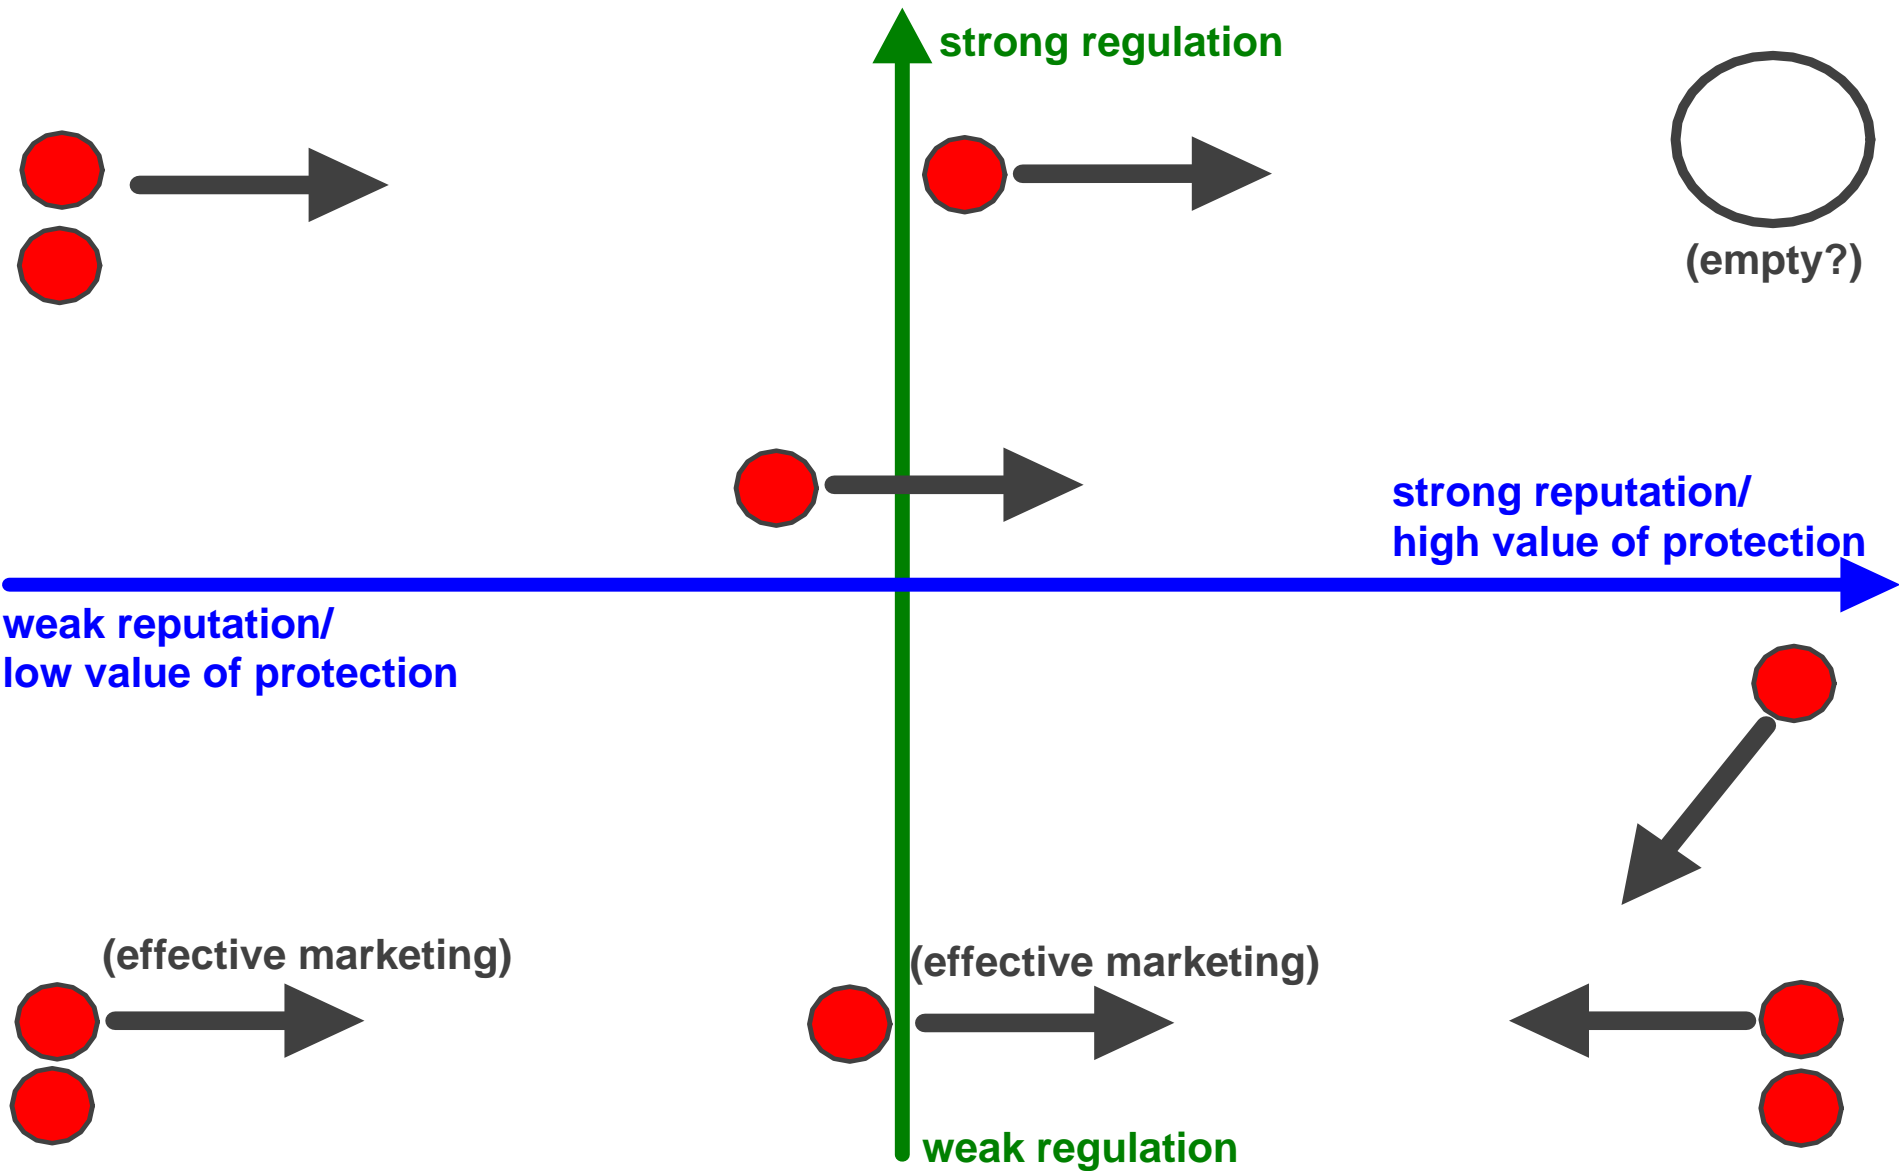 strong regulation
(empty?)
strong reputation/
high value of protection
weak reputation/
low value of protection
(effective marketing)
(effective marketing)
weak regulation